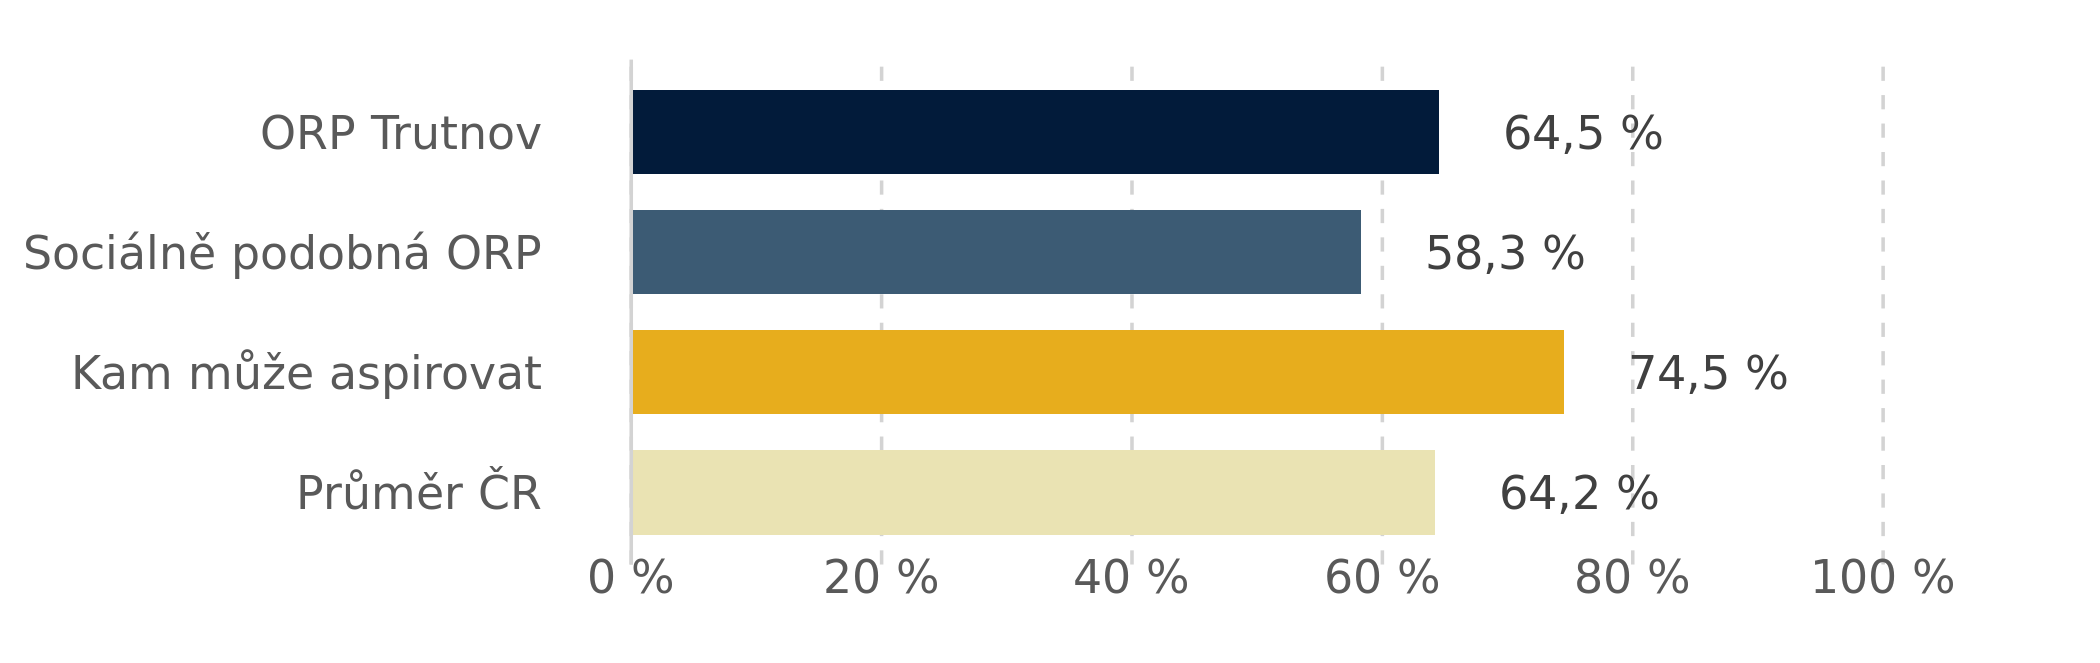 ORP Trutnov 64,5 %
Sociálně podobná ORP 58,3 %
Kam může aspirovat 74,5 %
Průměr ČR 64,2 %
0 % 20 % 40 % 60 % 80 % 100 %